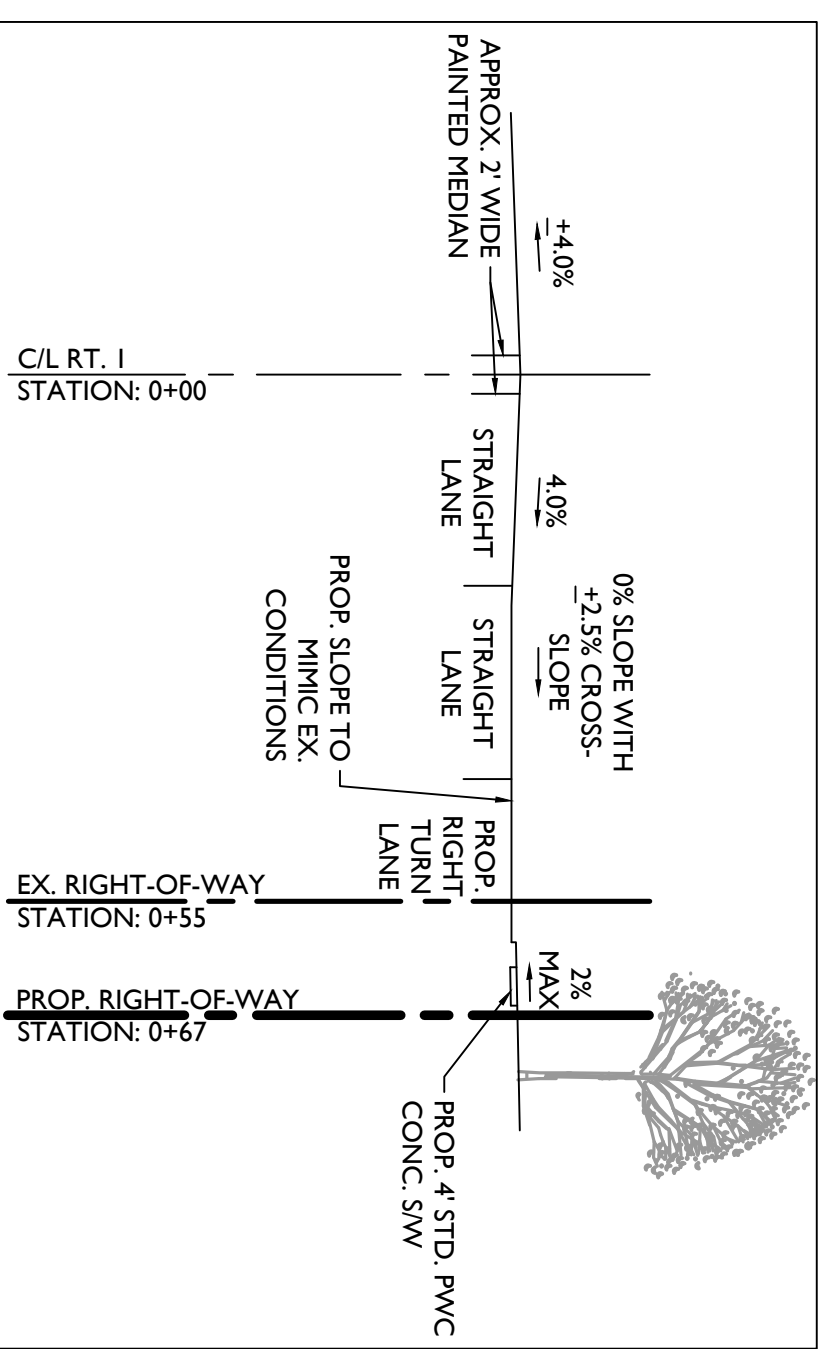 APPROX. 2' WIDE
PAINTED MEDIAN
+4.0%
C/L RT. 1
STATION: 0+00
STRAIGHT
LANE
4.0%
STRAIGHT
LANE
0% SLOPE WITH
+2.5% CROSS-
SLOPE
PROP. SLOPE TO
MIMIC EX.
CONDITIONS
PROP.
RIGHT
TURN
LANE
EX. RIGHT-OF-WAY
STATION: 0+55
2%
MAX
PROP. RIGHT-OF-WAY
STATION: 0+67
PROP. 4' STD. PWC
CONC. S/W